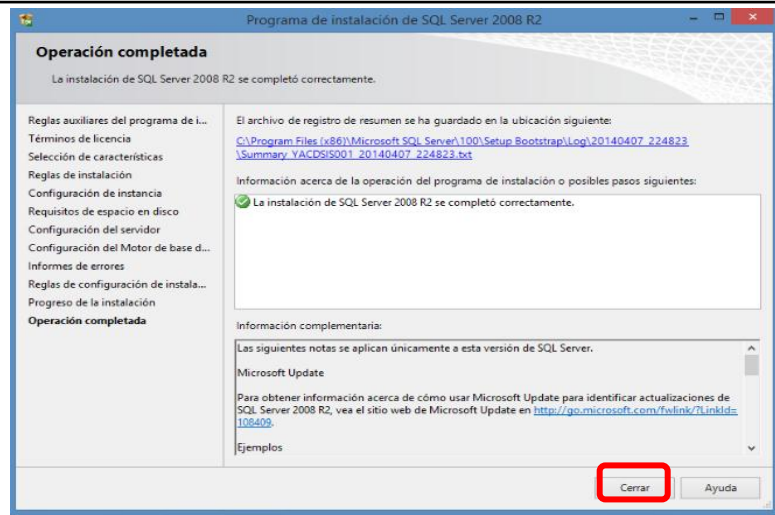 Programa de instalación de SQL Server 2008 R2
Operación completada
La instalación de SQL Server 2008 R2 se completó correctamente.
Reglas auxiliares del programa de i...
Términos de licencia
Selección de características
Reglas de instalación
Configuración de instancia
Requisitos de espacio en disco
Configuración del servidor
Configuración del Motor de base d...
Informes de errores
Reglas de configuración de instala...
Progreso de la instalación
Operación completada
El archivo de registro de resumen se ha guardado en la ubicación siguiente:
C:\Program Files (x86)\Microsoft SQL Server\100\Setup Bootstrap\Log\20140407_224823
\Summary_YACDSIS001_20140407_224823.txt
Información acerca de la operación del programa de instalación o posibles pasos siguientes:
La instalación de SQL Server 2008 R2 se completó correctamente.
Información complementaria:
Las siguientes notas se aplican únicamente a esta versión de SQL Server.
Microsoft Update
Para obtener información acerca de cómo usar Microsoft Update para identificar actualizaciones de
SQL Server 2008 R2, vea el sitio web de Microsoft Update en http://go.microsoft.com/fwlink/?LinkId=
108409.
Ejemplos
Cerrar
Ayuda